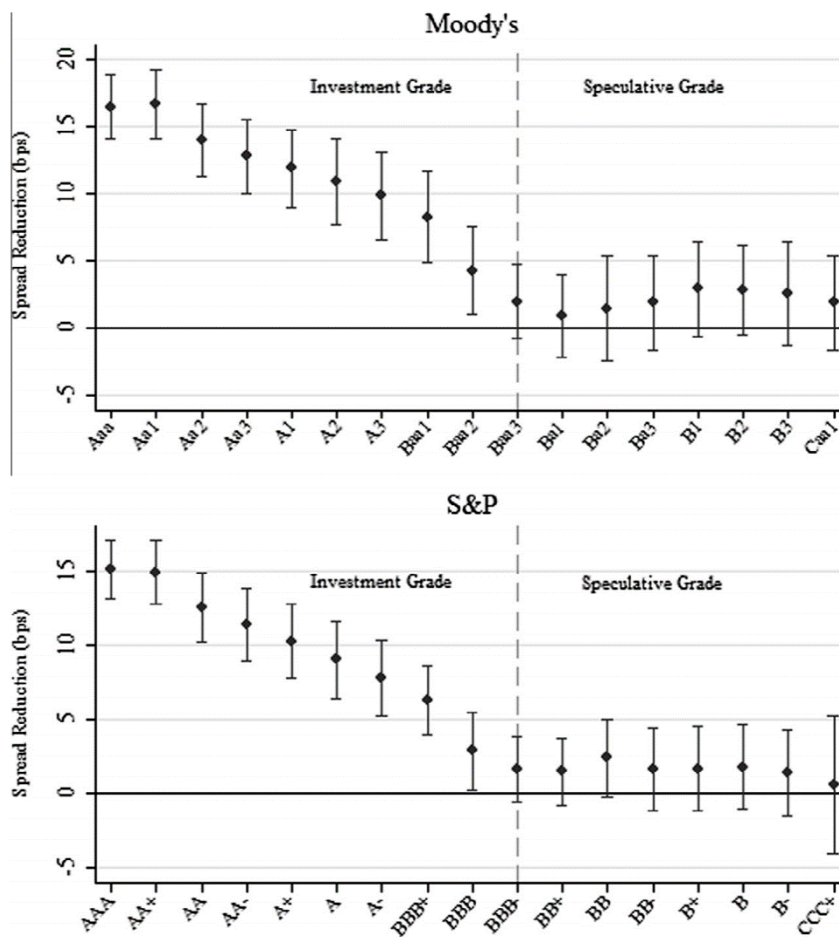 Moody's
Investment Grade
Speculative Grade
Spread Reduction (bps)
20
15
10
5
0
-5
Aaa
Aa1
Aa2
Aa3
A1
A2
A3
Baa1
Baa2
Baa3
Ba1
Ba2
Ba3
B1
B2
B3
Caa1
S&P
Investment Grade
Speculative Grade
Spread Reduction (bps)
15
10
5
0
-5
AAA
AA+
AA
AA-
A+
A
A-
BBB+
BBB
BBB-
BB+
BB
BB-
B+
B
B-
CCC+